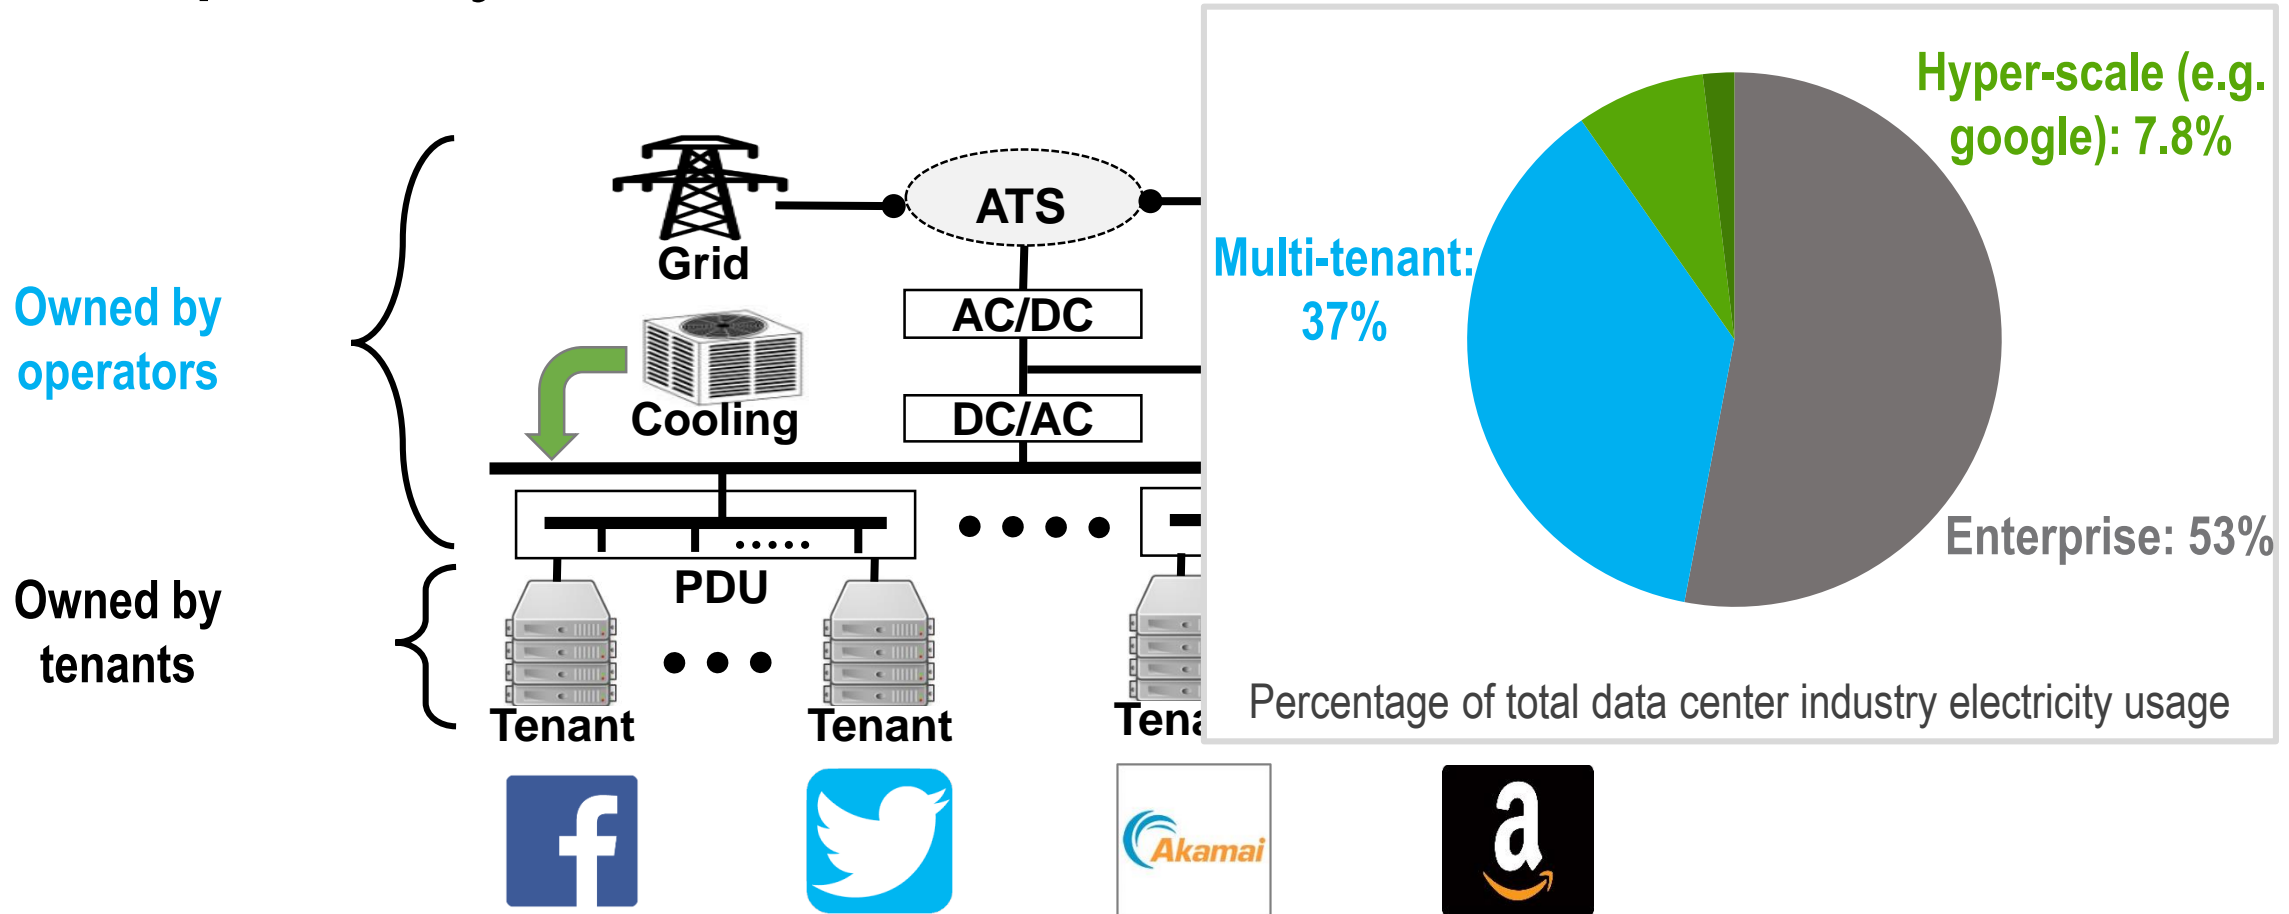 Hyper-scale (e.g.
google): 7.8%
ATS
Grid
Multi-tenant:
37%
Owned by
operators
AC/DC
Cooling
DC/AC
Enterprise: 53%
PDU
Owned by
tenants
Percentage of total data center industry electricity usage
Tenant
Tenant
Akamai